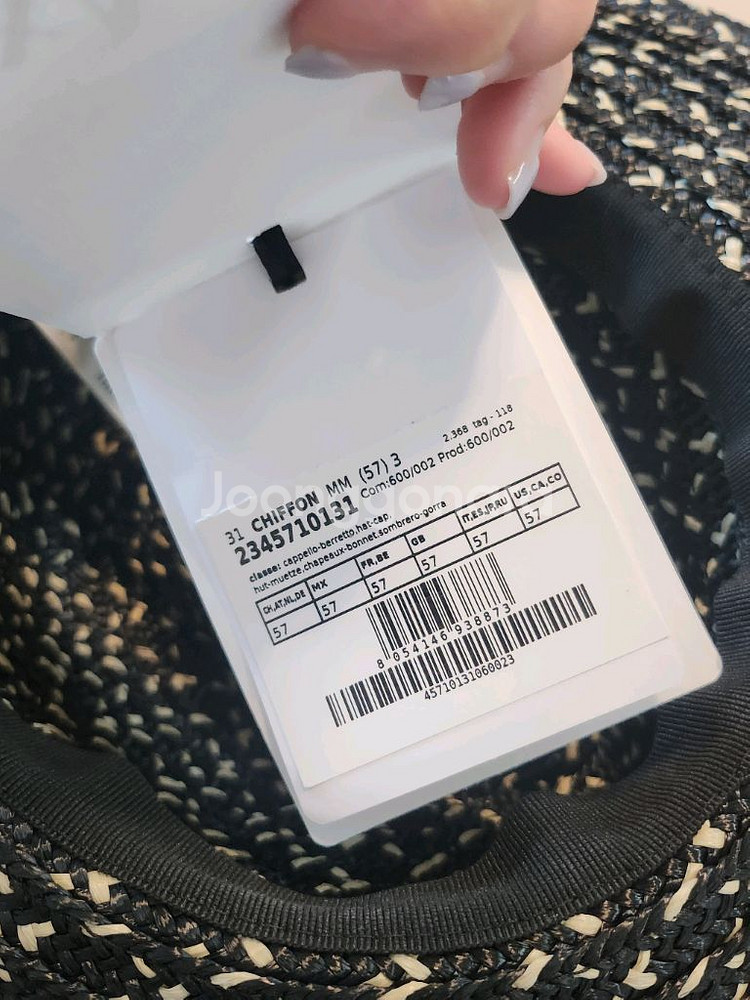 2.368 tag - 118
31 CHIFFON MM (57) 3
2345710131 Com:600/002 Prod:600/002
classe: cappello-berretto,hat-cap,
hut-muetze,chapeaux-bonnet,sombrero-gorra
CH,AT,NL,DE MX FR,BE GB IT,ES,JP,RU US,CA,CO
57 57 57 57 57 57
8 054146 938873
45710131060023
Joonggonara